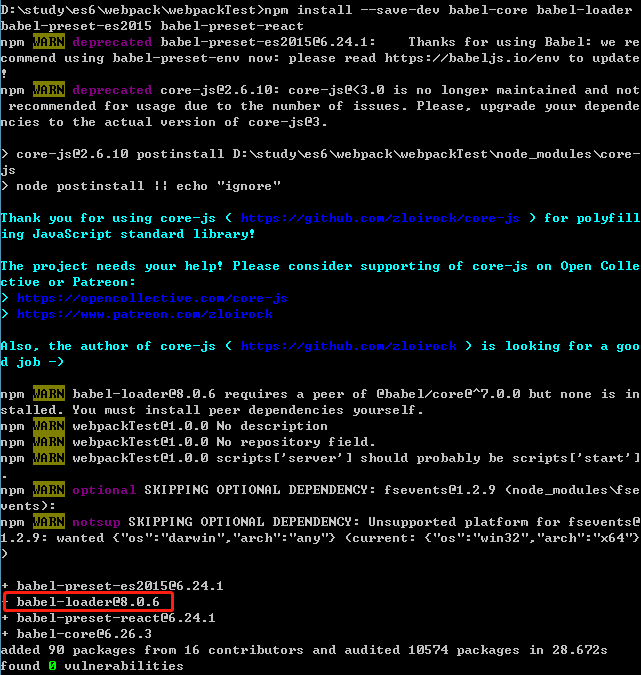 D:\study\es6\webpack\webpackTest>npm install --save-dev babel-core babel-loader
babel-preset-es2015 babel-preset-react
npm WARN deprecated babel-preset-es2015@6.24.1:    Thanks for using Babel: we re
commend using babel-preset-env now: please read https://babeljs.io/env to update
!
npm WARN deprecated core-js@2.6.10: core-js@<3.0 is no longer maintained and not
 recommended for usage due to the number of issues. Please, upgrade your depende
ncies to the actual version of core-js@3.
> core-js@2.6.10 postinstall D:\study\es6\webpack\webpackTest\node_modules\core-
js
> node postinstall || echo "ignore"
Thank you for using core-js ( https://github.com/zloirock/core-js ) for polyfill
ing JavaScript standard library!
The project needs your help! Please consider supporting of core-js on Open Colle
ctive or Patreon:
> https://opencollective.com/core-js
> https://www.patreon.com/zloirock
Also, the author of core-js ( https://github.com/zloirock ) is looking for a goo
d job -)
npm WARN babel-loader@8.0.6 requires a peer of @babel/core@^7.0.0 but none is in
stalled. You must install peer dependencies yourself.
npm WARN webpackTest@1.0.0 No description
npm WARN webpackTest@1.0.0 No repository field.
npm WARN webpackTest@1.0.0 scripts['server'] should probably be scripts['start']
.
npm WARN optional SKIPPING OPTIONAL DEPENDENCY: fsevents@1.2.9 (node_modules\fse
vents):
npm WARN notsup SKIPPING OPTIONAL DEPENDENCY: Unsupported platform for fsevents@
1.2.9: wanted {"os":"darwin","arch":"any"} (current: {"os":"win32","arch":"x64"}
)
+ babel-preset-es2015@6.24.1
+ babel-loader@8.0.6
+ babel-preset-react@6.24.1
+ babel-core@6.26.3
added 90 packages from 16 contributors and audited 10574 packages in 28.672s
found 0 vulnerabilities